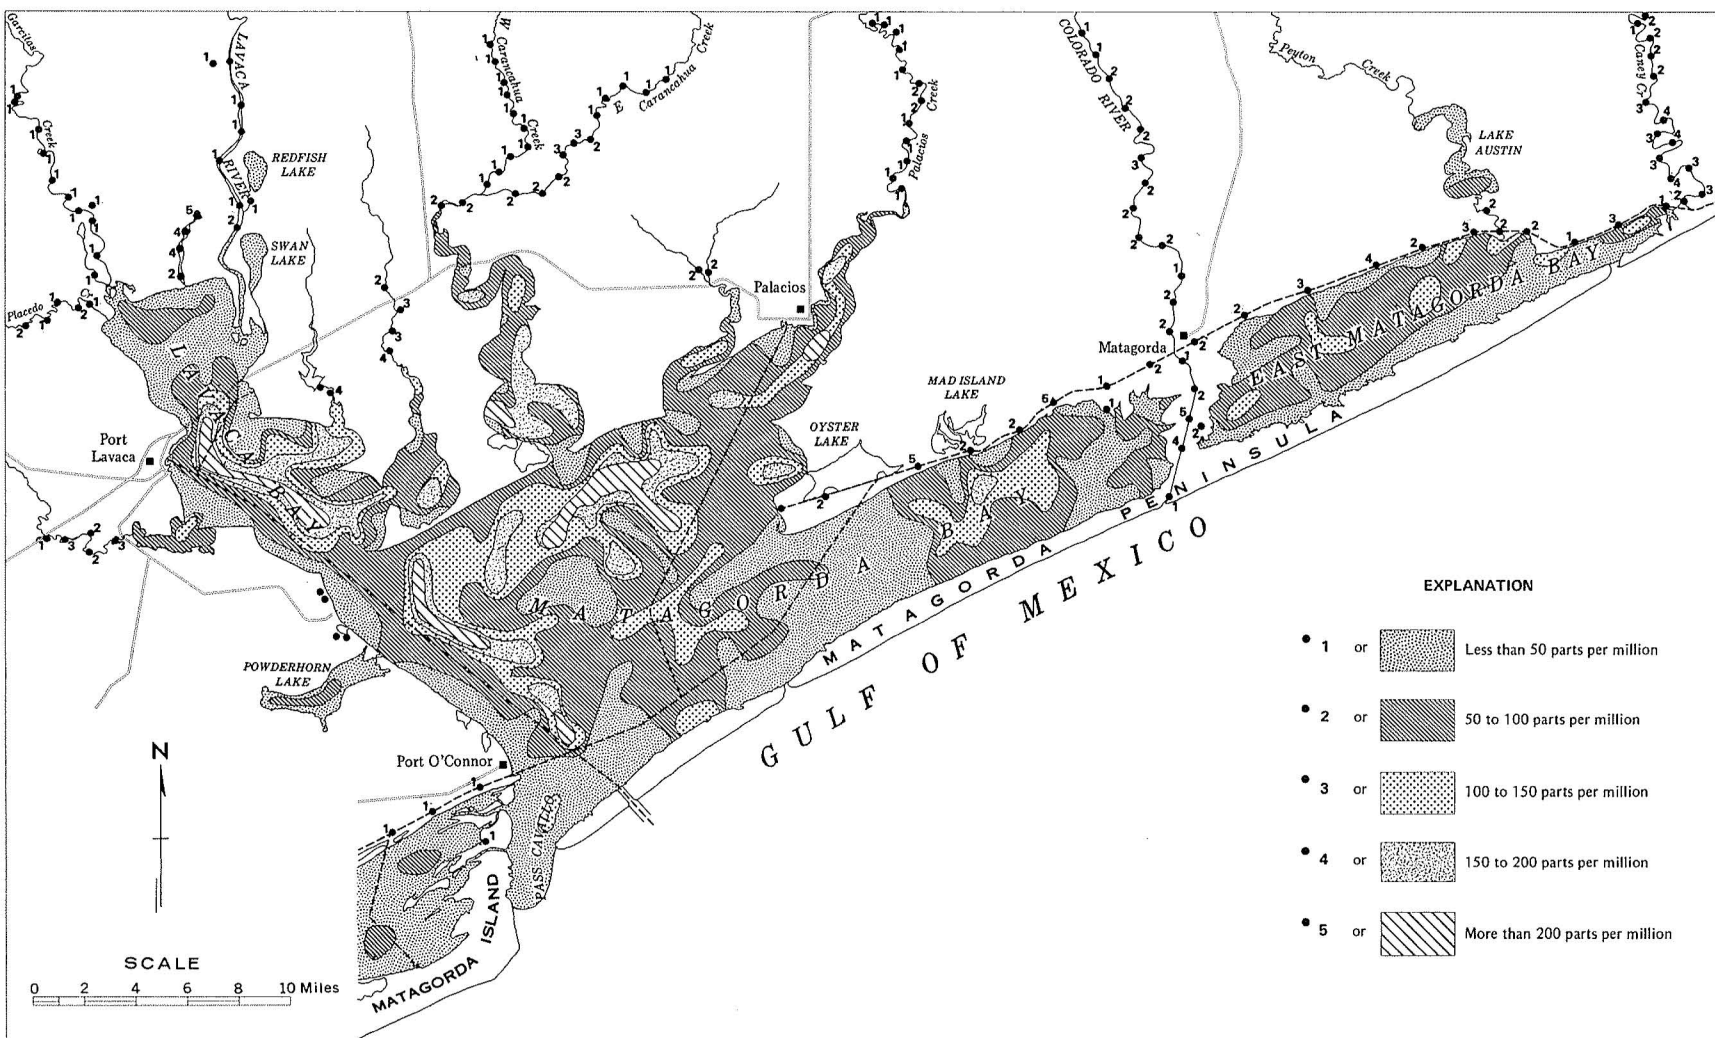 Garcitas
Creek
Placedo
C.
LAVACA
RIVER
REDFISH
LAKE
SWAN
LAKE
W Carancahua
Creek
E Carancahua
Creek
Palacios
Creek
COLORADO
RIVER
Peyton
Creek
LAKE
AUSTIN
Caney Cr.
Palacios
Matagorda
Port
Lavaca
LAVACA
BAY
MAD ISLAND
LAKE
OYSTER
LAKE
EAST MATAGORDA BAY
MATAGORDA
BAY
MATAGORDA PENINSULA
GULF OF MEXICO
POWDERHORN
LAKE
Port O'Connor
PASS CAVALLO
MATAGORDA
ISLAND
N
SCALE
0 2 4 6 8 10 Miles
EXPLANATION
1 or Less than 50 parts per million
2 or 50 to 100 parts per million
3 or 100 to 150 parts per million
4 or 150 to 200 parts per million
5 or More than 200 parts per million